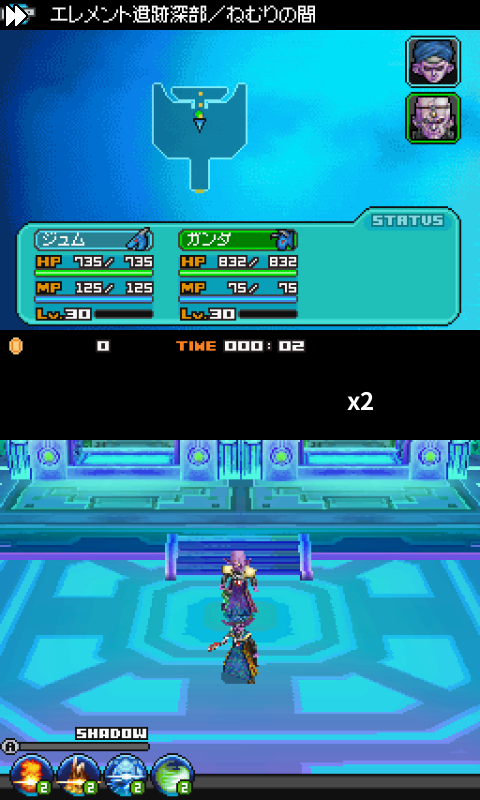 エレメント遺跡深部／ねむりの間
STATUS
ジュム ガンダ
HP 735/ 735 HP 832/ 832
MP 125/ 125 MP 75/ 75
Lv.30 Lv.30
0 TIME 000:02
x2
SHADOW
A
2 2 2 2